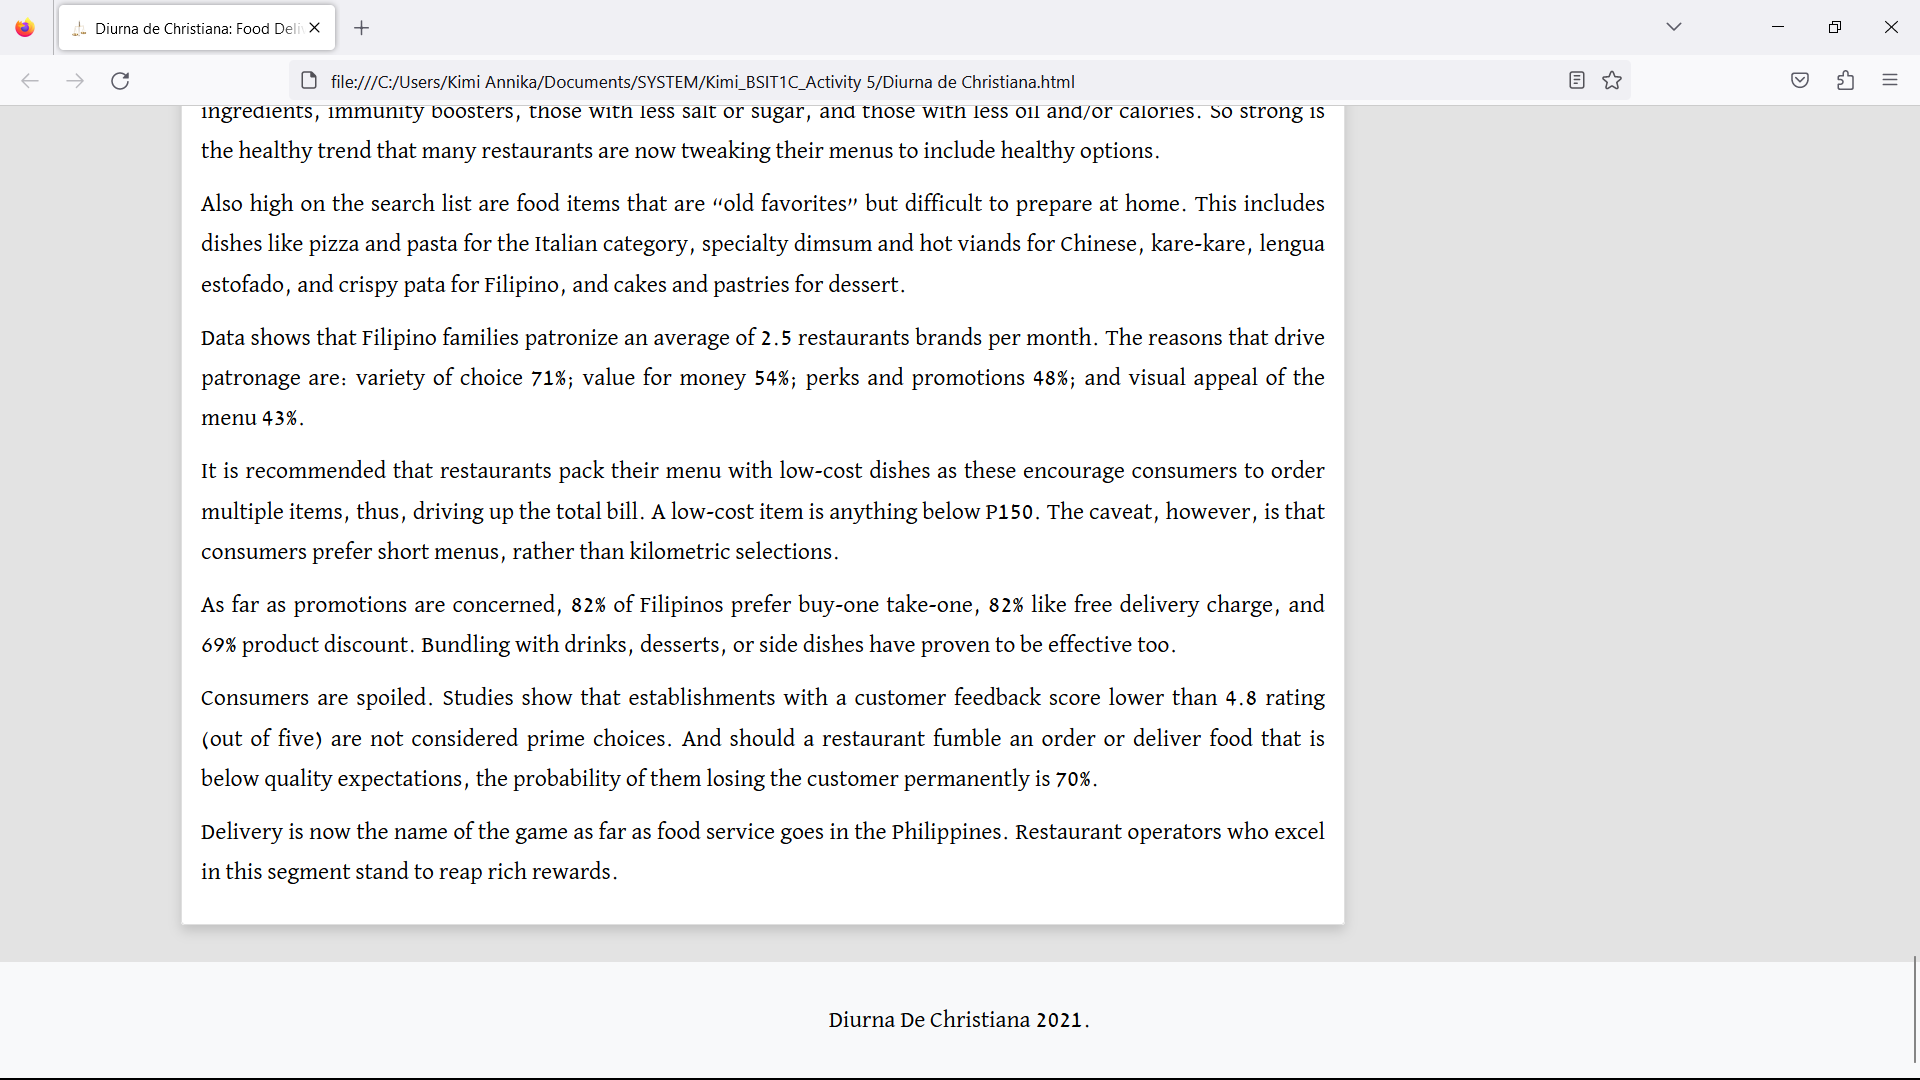 Diurna de Christiana: Food Deli
file:///C:/Users/Kimi Annika/Documents/SYSTEM/Kimi_BSIT1C_Activity 5/Diurna de Christiana.html
ingredients, immunity boosters, those with less salt or sugar, and those with less oil and/or calories. So strong is
the healthy trend that many restaurants are now tweaking their menus to include healthy options.
Also high on the search list are food items that are “old favorites” but difficult to prepare at home. This includes
dishes like pizza and pasta for the Italian category, specialty dimsum and hot viands for Chinese, kare-kare, lengua
estofado, and crispy pata for Filipino, and cakes and pastries for dessert.
Data shows that Filipino families patronize an average of 2.5 restaurants brands per month. The reasons that drive
patronage are: variety of choice 71%; value for money 54%; perks and promotions 48%; and visual appeal of the
menu 43%.
It is recommended that restaurants pack their menu with low-cost dishes as these encourage consumers to order
multiple items, thus, driving up the total bill. A low-cost item is anything below P150. The caveat, however, is that
consumers prefer short menus, rather than kilometric selections.
As far as promotions are concerned, 82% of Filipinos prefer buy-one take-one, 82% like free delivery charge, and
69% product discount. Bundling with drinks, desserts, or side dishes have proven to be effective too.
Consumers are spoiled. Studies show that establishments with a customer feedback score lower than 4.8 rating
(out of five) are not considered prime choices. And should a restaurant fumble an order or deliver food that is
below quality expectations, the probability of them losing the customer permanently is 70%.
Delivery is now the name of the game as far as food service goes in the Philippines. Restaurant operators who excel
in this segment stand to reap rich rewards.
Diurna De Christiana 2021.